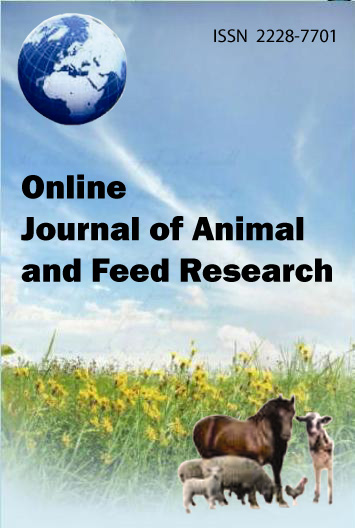 ISSN 2228-7701
Online
Journal of Animal
and Feed Research